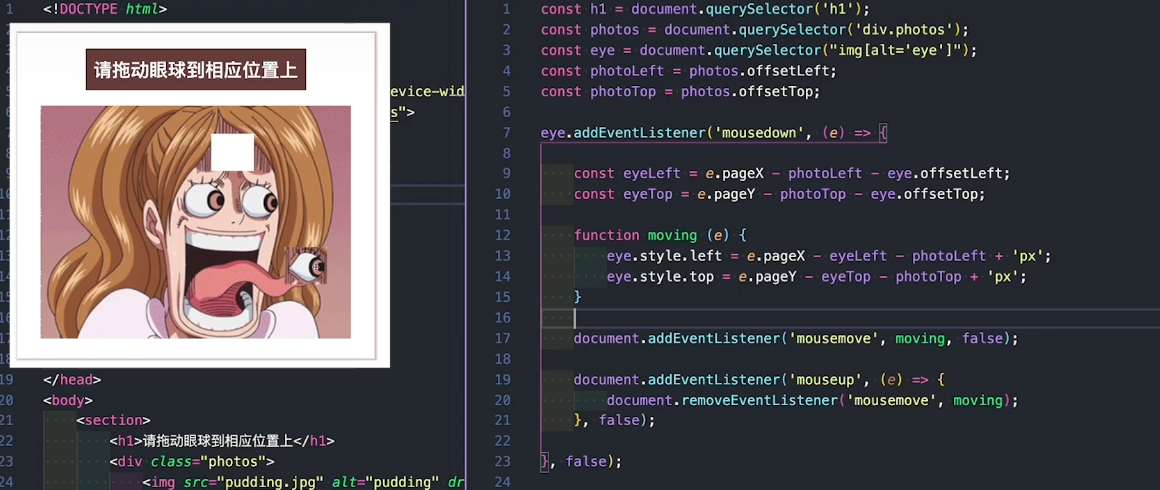 1 <!DOCTYPE html>
请拖动眼球到相应位置上
evice-wid
s">
19 </head>
20 <body>
21 <section>
22 <h1>请拖动眼球到相应位置上</h1>
23 <div class="photos">
24 <img src="pudding.jpg" alt="pudding" dr
1 const h1 = document.querySelector('h1');
2 const photos = document.querySelector('div.photos');
3 const eye = document.querySelector("img[alt='eye']");
4 const photoLeft = photos.offsetLeft;
5 const photoTop = photos.offsetTop;
6
7 eye.addEventListener('mousedown', (e) => {
8
9 const eyeLeft = e.pageX - photoLeft - eye.offsetLeft;
10 const eyeTop = e.pageY - photoTop - eye.offsetTop;
11
12 function moving (e) {
13 eye.style.left = e.pageX - eyeLeft - photoLeft + 'px';
14 eye.style.top = e.pageY - eyeTop - photoTop + 'px';
15 }
16
17 document.addEventListener('mousemove', moving, false);
18
19 document.addEventListener('mouseup', (e) => {
20 document.removeEventListener('mousemove', moving);
21 }, false);
22
23 }, false);
24